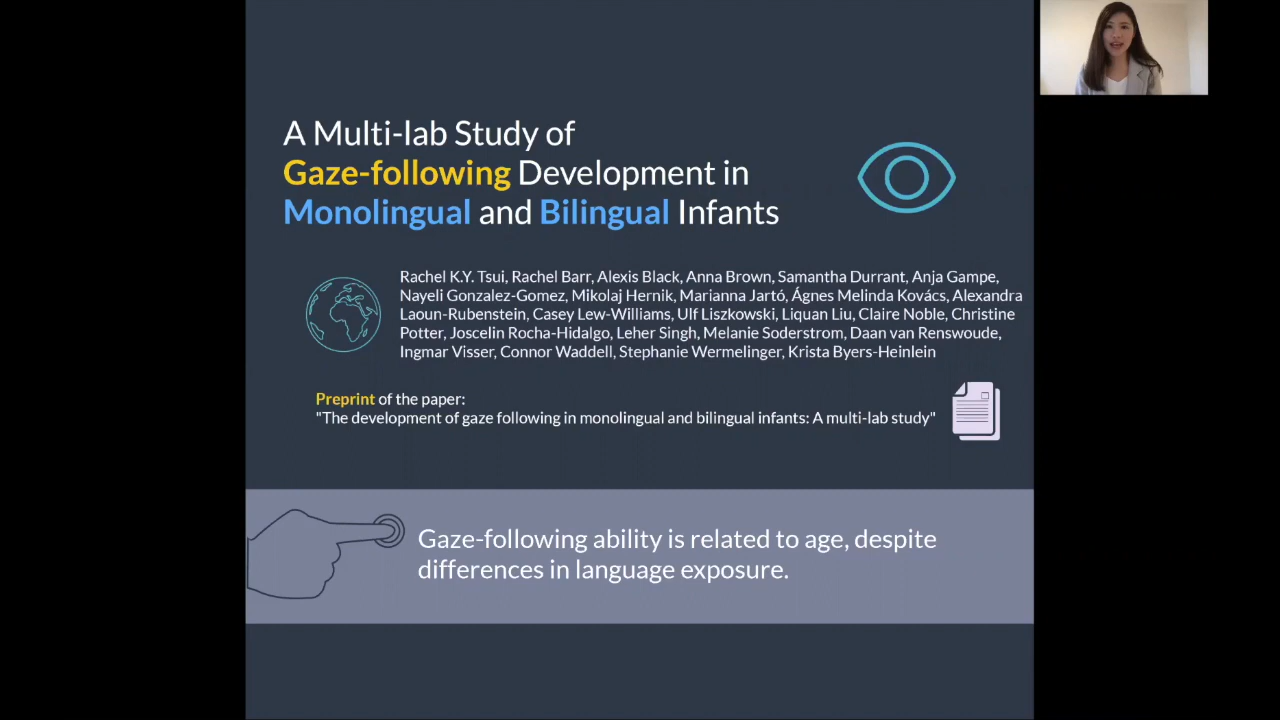 A Multi-lab Study of
Gaze-following Development in
Monolingual and Bilingual Infants
Rachel K.Y. Tsui, Rachel Barr, Alexis Black, Anna Brown, Samantha Durrant, Anja Gampe,
Nayeli Gonzalez-Gomez, Mikolaj Hernik, Marianna Jartó, Ágnes Melinda Kovács, Alexandra
Laoun-Rubenstein, Casey Lew-Williams, Ulf Liszkowski, Liquan Liu, Claire Noble, Christine
Potter, Joscelin Rocha-Hidalgo, Leher Singh, Melanie Soderstrom, Daan van Renswoude,
Ingmar Visser, Connor Waddell, Stephanie Wermelinger, Krista Byers-Heinlein
Preprint of the paper:
"The development of gaze following in monolingual and bilingual infants: A multi-lab study"
Gaze-following ability is related to age, despite
differences in language exposure.